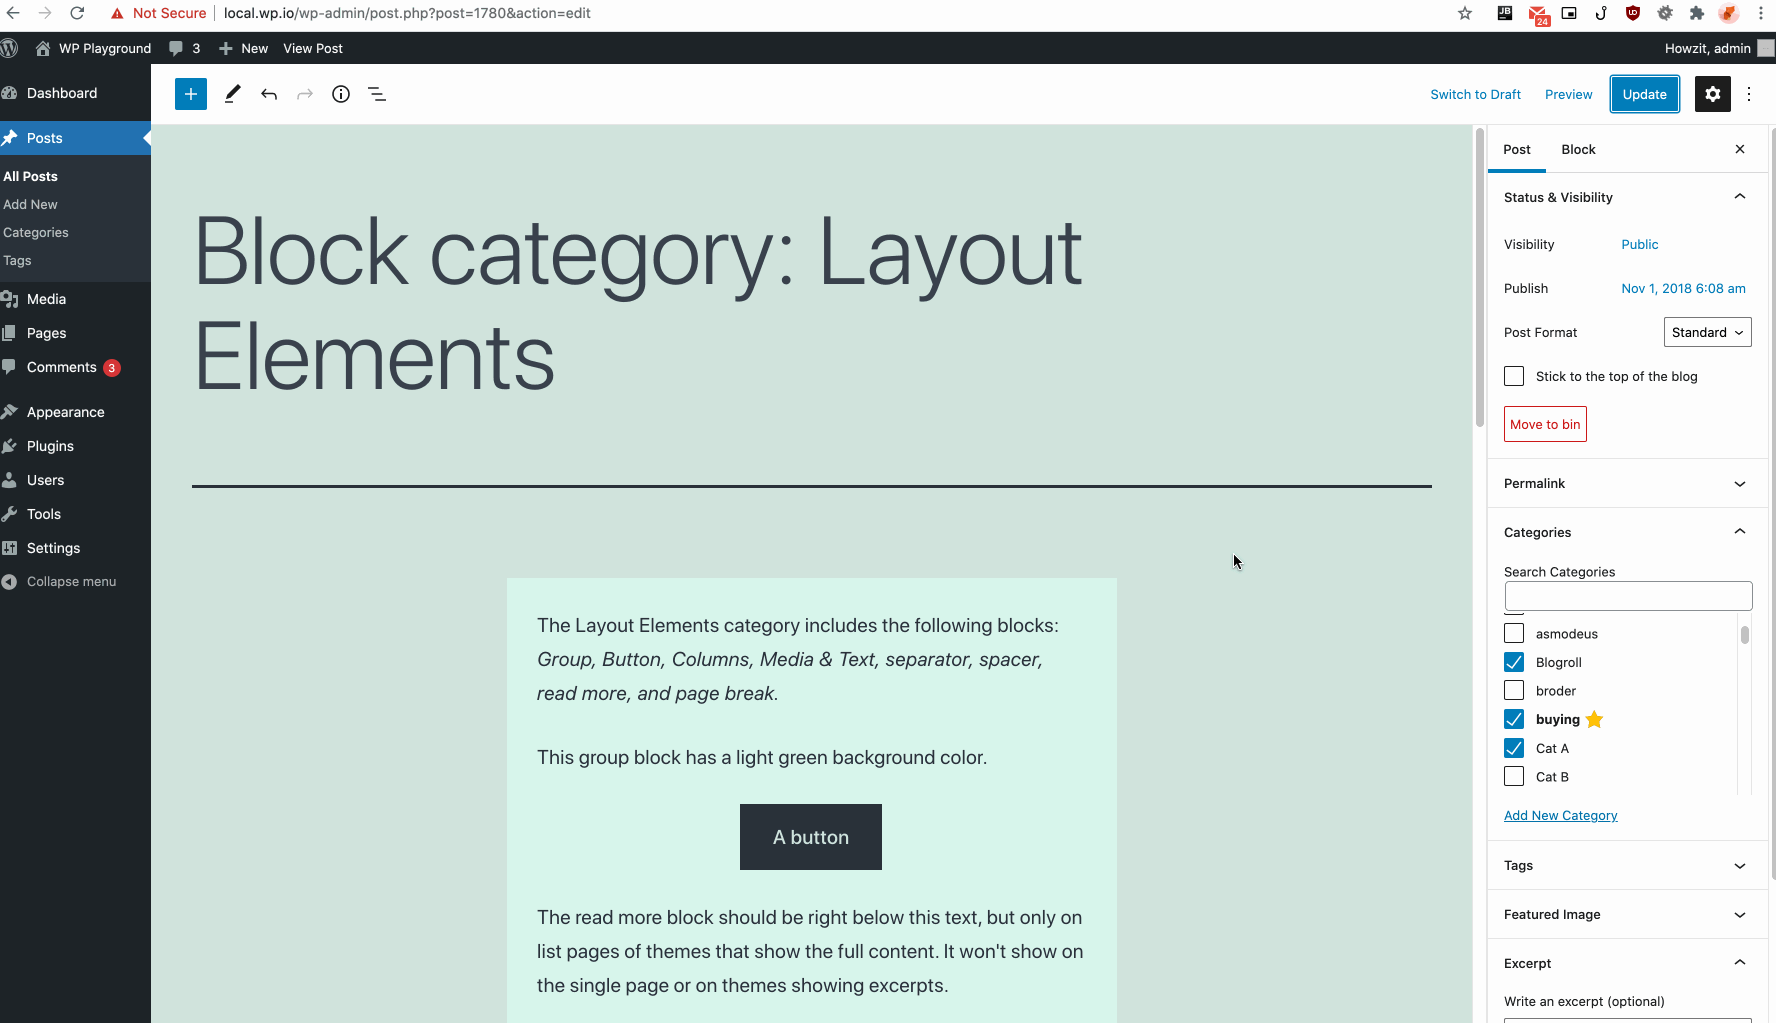 Not Secure
local.wp.io/wp-admin/post.php?post=1780&action=edit
JB
24
WP Playground
3
New
View Post
Howzit, admin
Dashboard
Posts
All Posts
Add New
Categories
Tags
Media
Pages
Comments 3
Appearance
Plugins
Users
Tools
Settings
Collapse menu
Switch to Draft
Preview
Update
Block category: Layout
Elements
The Layout Elements category includes the following blocks:
Group, Button, Columns, Media & Text, separator, spacer,
read more, and page break.
This group block has a light green background color.
A button
The read more block should be right below this text, but only on
list pages of themes that show the full content. It won't show on
the single page or on themes showing excerpts.
Post
Block
Status & Visibility
Visibility
Public
Publish
Nov 1, 2018 6:08 am
Post Format
Standard
Stick to the top of the blog
Move to bin
Permalink
Categories
Search Categories
asmodeus
Blogroll
broder
buying
Cat A
Cat B
Add New Category
Tags
Featured Image
Excerpt
Write an excerpt (optional)